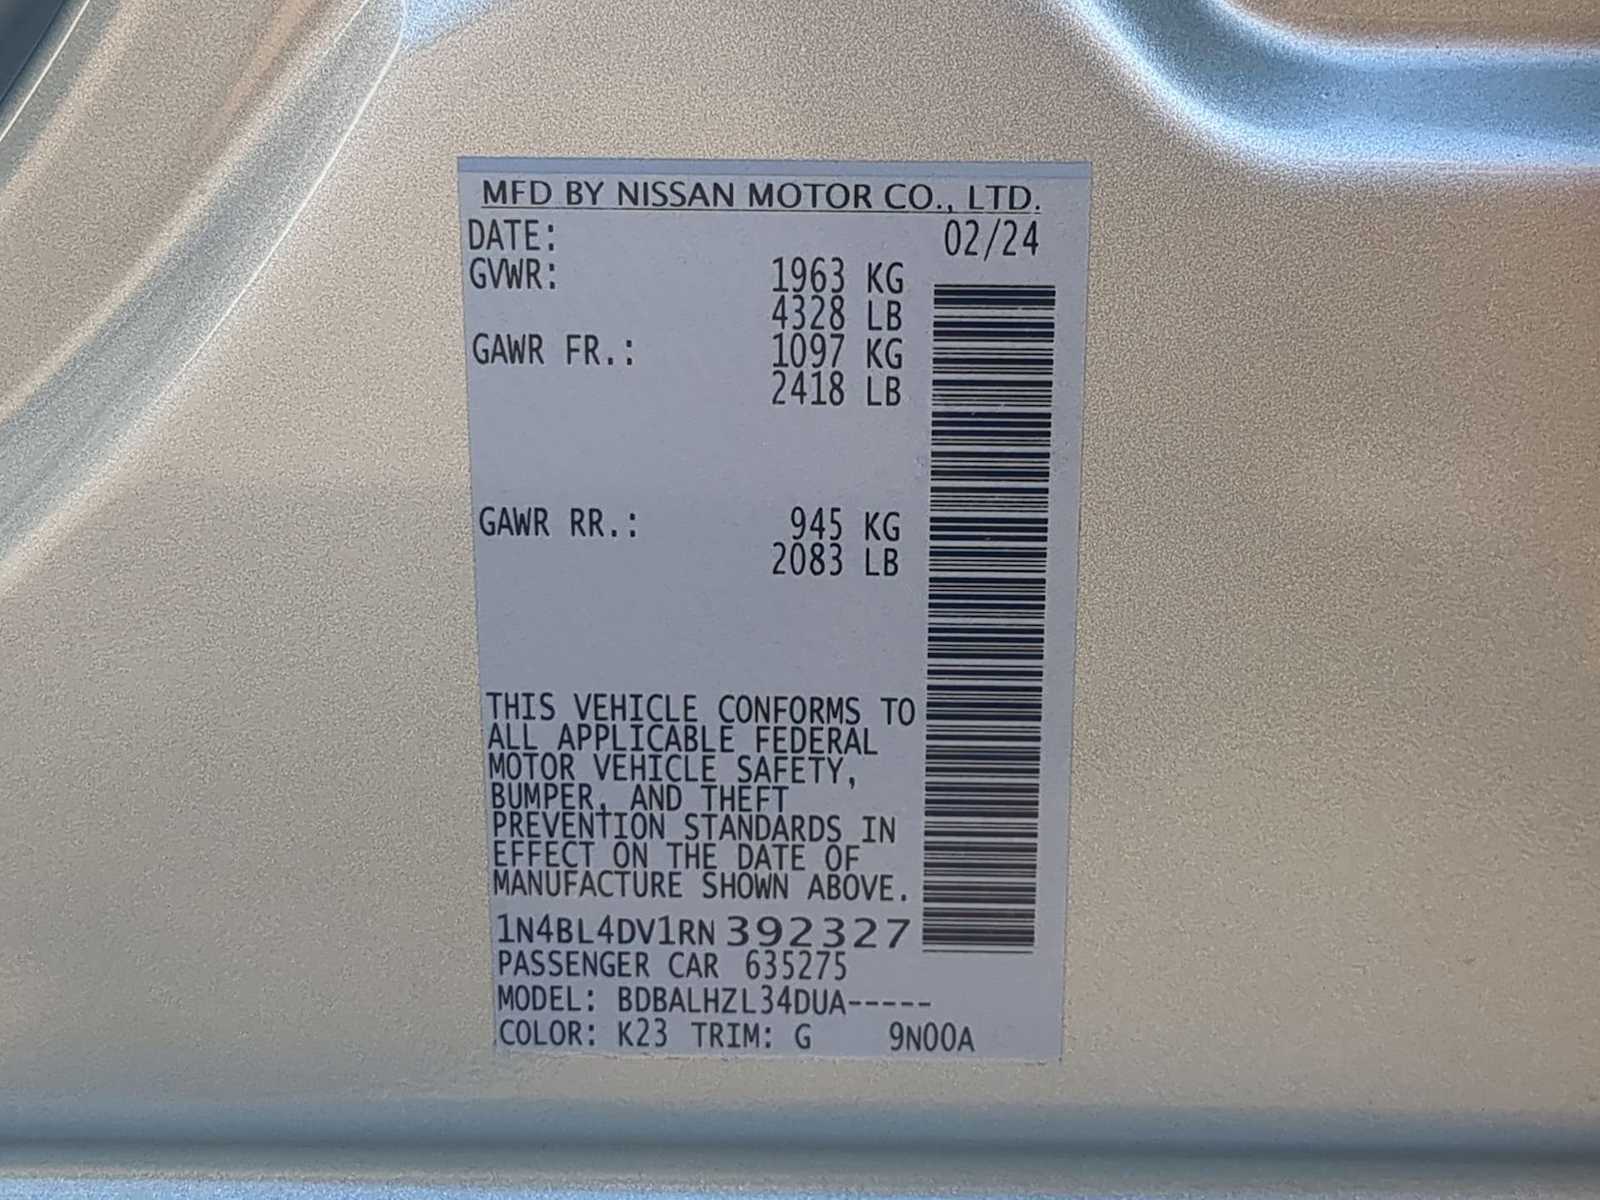 MFD BY NISSAN MOTOR CO., LTD.
DATE: 02/24
GVWR: 1963 KG
4328 LB
GAWR FR.: 1097 KG
2418 LB
GAWR RR.: 945 KG
2083 LB
THIS VEHICLE CONFORMS TO
ALL APPLICABLE FEDERAL
MOTOR VEHICLE SAFETY,
BUMPER, AND THEFT
PREVENTION STANDARDS IN
EFFECT ON THE DATE OF
MANUFACTURE SHOWN ABOVE.
1N4BL4DV1RN392327
PASSENGER CAR 635275
MODEL: BDBALHZL34DUA-----
COLOR: K23 TRIM: G 9N00A